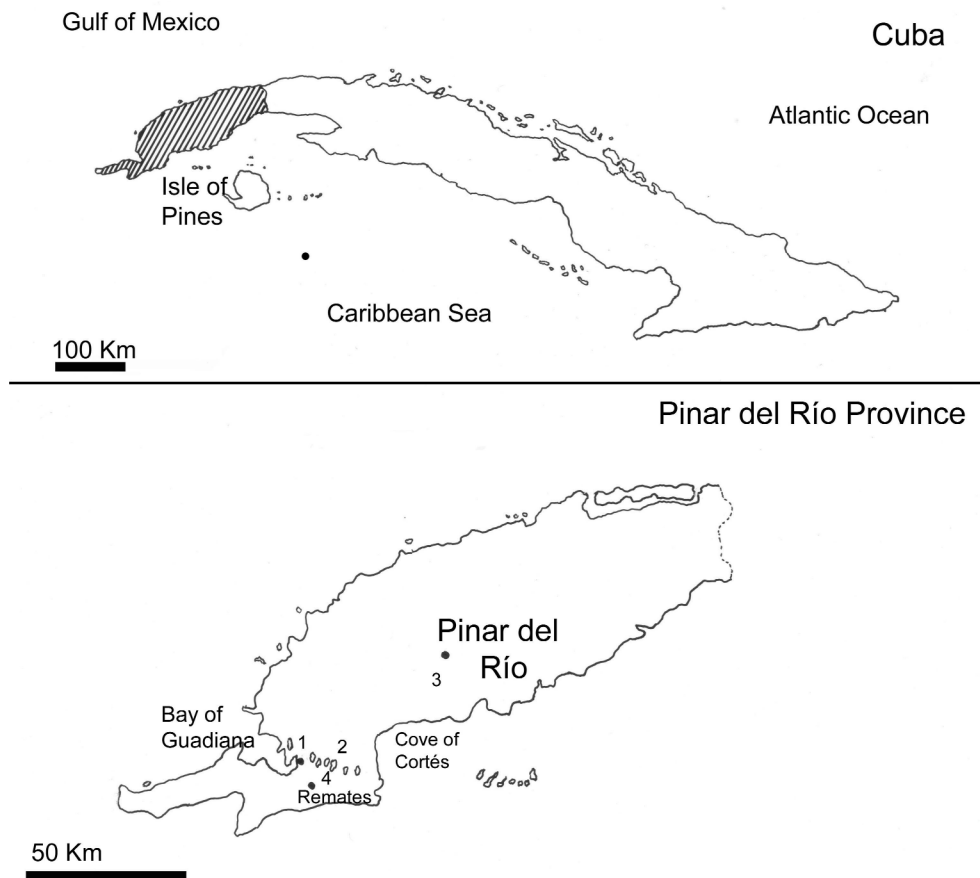 Gulf of Mexico
Cuba
Atlantic Ocean
Isle of
Pines
Caribbean Sea
100 Km
Pinar del Río Province
Pinar del
Río
3
Bay of
Guadiana
Cove of
Cortés
1
2
4
Remates
50 Km